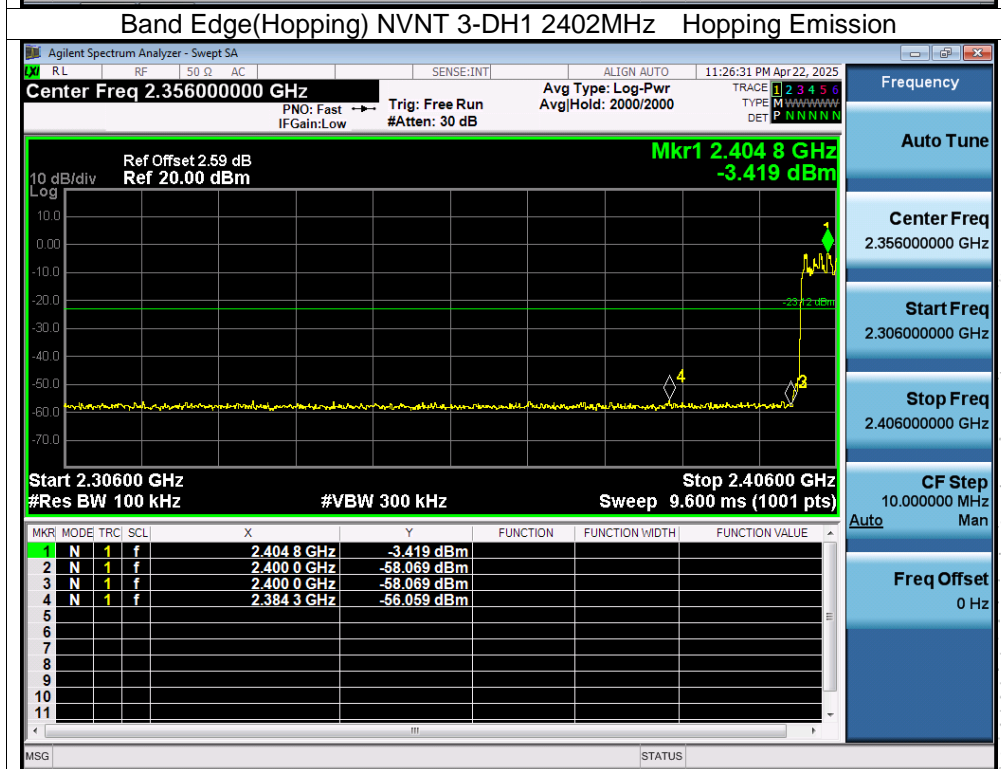 Band Edge(Hopping) NVNT 3-DH1 2402MHz Hopping Emission
Agilent Spectrum Analyzer - Swept SA
LXI RL RF 50 Ω AC SENSE:INT ALIGN AUTO 11:26:31 PM Apr 22, 2025
Center Freq 2.356000000 GHz
PNO: Fast
IFGain:Low
Trig: Free Run
#Atten: 30 dB
Avg Type: Log-Pwr
Avg|Hold: 2000/2000
TRACE 1 2 3 4 5 6
TYPE M WWWWW
DET P N N N N N
Ref Offset 2.59 dB
10 dB/div Ref 20.00 dBm
Log
Mkr1 2.404 8 GHz
-3.419 dBm
10.0
0.00
-10.0
-20.0
-30.0
-40.0
-50.0
-60.0
-70.0
1
-23.12 dBm
4
3
Start 2.30600 GHz Stop 2.40600 GHz
#Res BW 100 kHz #VBW 300 kHz Sweep 9.600 ms (1001 pts)
MKR MODE TRC SCL X Y FUNCTION FUNCTION WIDTH FUNCTION VALUE
1 N 1 f 2.404 8 GHz -3.419 dBm
2 N 1 f 2.400 0 GHz -58.069 dBm
3 N 1 f 2.400 0 GHz -58.069 dBm
4 N 1 f 2.384 3 GHz -56.059 dBm
5
6
7
8
9
10
11
MSG STATUS
Frequency
Auto Tune
Center Freq
2.356000000 GHz
Start Freq
2.306000000 GHz
Stop Freq
2.406000000 GHz
CF Step
10.000000 MHz
Auto Man
Freq Offset
0 Hz